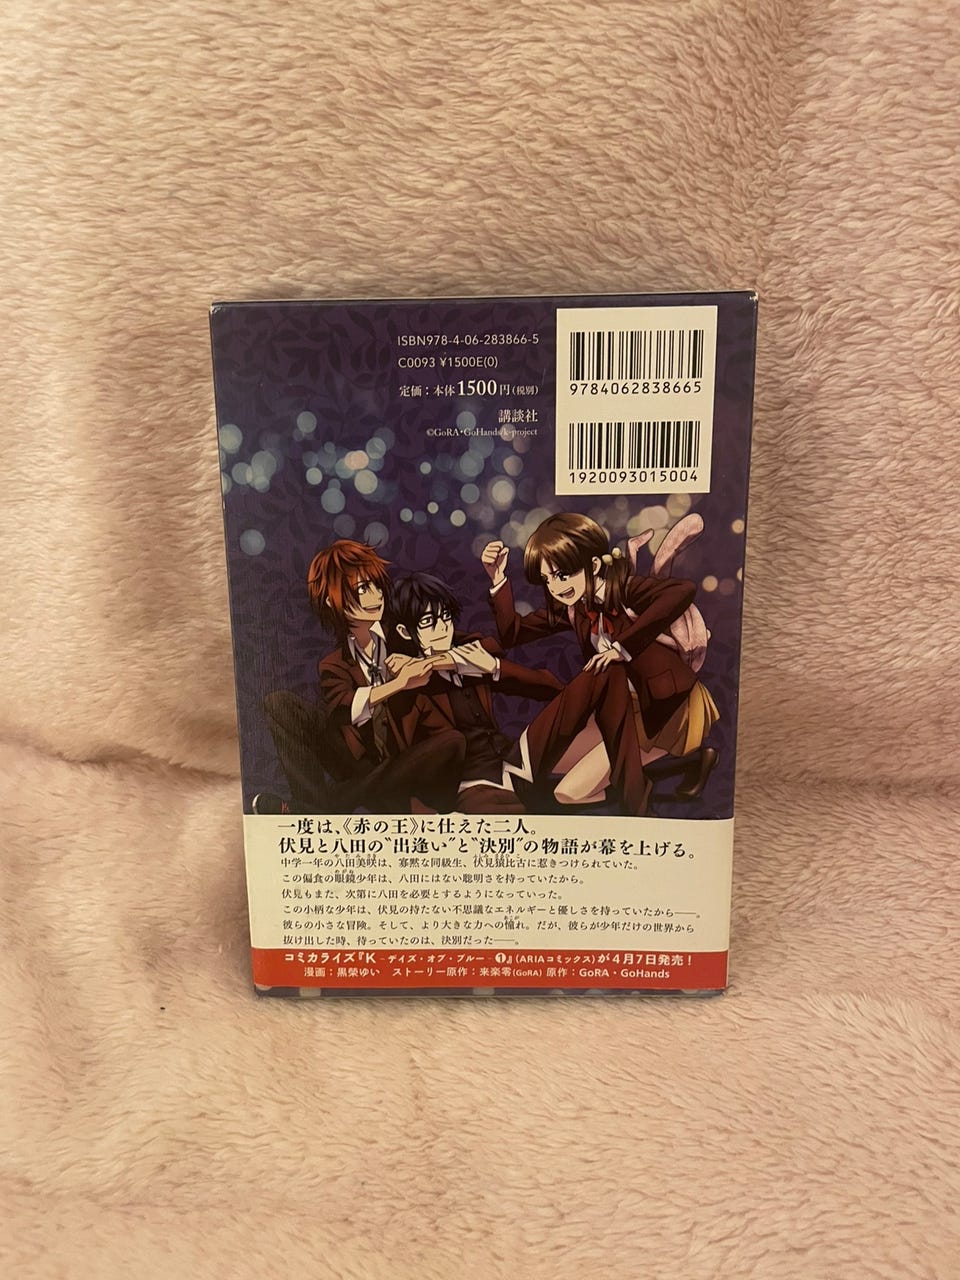 ISBN978-4-06-283866-5
C0093 ¥1500E(0)
定価：本体1500円（税別）
講談社
©GoRA・GoHands/k-project
9784062838665
1920093015004
一度は、《赤の王》に仕えた二人。
伏見と八田の“出逢い”と“決別”の物語が幕を上げる。
中学一年の八田美咲は、寡黙な同級生、伏見猿比古に惹きつけられていた。
この偏食の眼鏡少年は、八田にはない聡明さを持っていたから。
伏見もまた、次第に八田を必要とするようになっていった。
この小柄な少年は、伏見の持たない不思議なエネルギーと優しさを持っていたから――。
彼らの小さな冒険。そして、より大きな力への憧れ。だが、彼らが少年だけの世界から
抜け出した時、待っていたのは、決別だった――。
コミカライズ『K －デイズ・オブ・ブルー－①』（ARIAコミックス）が4月7日発売！
漫画：黒榮ゆい　ストーリー原作：来楽零（GoRA）原作：GoRA・GoHands